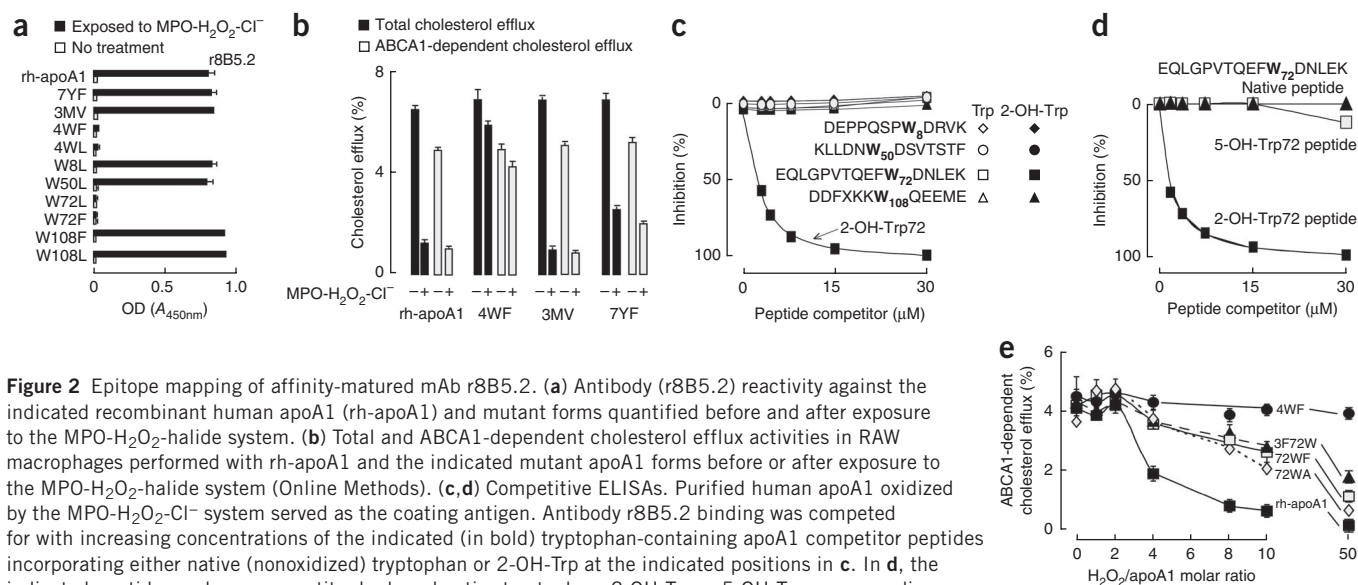 a
■ Exposed to MPO-H₂O₂-Cl⁻
□ No treatment
r8B5.2
rh-apoA1
7YF
3MV
4WF
4WL
W8L
W50L
W72L
W72F
W108F
W108L
0 0.5 1.0
OD (A450nm)
b
■ Total cholesterol efflux
□ ABCA1-dependent cholesterol efflux
Cholesterol efflux (%)
8
4
0
MPO-H₂O₂-Cl⁻ − + − + − + − + − + − + − + − +
rh-apoA1 4WF 3MV 7YF
c
Inhibition (%)
0
50
100
Trp 2-OH-Trp
DEPPQSPW₈DRVK ◇ ◆
KLLDNW₅₀DSVTSTF ○ ●
EQLGPVTQEFW₇₂DNLEK □ ■
DDFXKKW₁₀₈QEEME △ ▲
2-OH-Trp72
0 15 30
Peptide competitor (μM)
d
EQLGPVTQEFW₇₂DNLEK
Native peptide
5-OH-Trp72 peptide
2-OH-Trp72 peptide
Inhibition (%)
0
50
100
0 15 30
Peptide competitor (μM)
e
ABCA1-dependent
cholesterol efflux (%)
6
4
2
0
4WF
3F72W
72WF
72WA
rh-apoA1
0 2 4 6 8 10 50
H₂O₂/apoA1 molar ratio
Figure 2 Epitope mapping of affinity-matured mAb r8B5.2. (a) Antibody (r8B5.2) reactivity against the
indicated recombinant human apoA1 (rh-apoA1) and mutant forms quantified before and after exposure
to the MPO-H₂O₂-halide system. (b) Total and ABCA1-dependent cholesterol efflux activities in RAW
macrophages performed with rh-apoA1 and the indicated mutant apoA1 forms before or after exposure to
the MPO-H₂O₂-halide system (Online Methods). (c,d) Competitive ELISAs. Purified human apoA1 oxidized
by the MPO-H₂O₂-Cl⁻ system served as the coating antigen. Antibody r8B5.2 binding was competed
for with increasing concentrations of the indicated (in bold) tryptophan-containing apoA1 competitor peptides
incorporating either native (nonoxidized) tryptophan or 2-OH-Trp at the indicated positions in c. In d, the